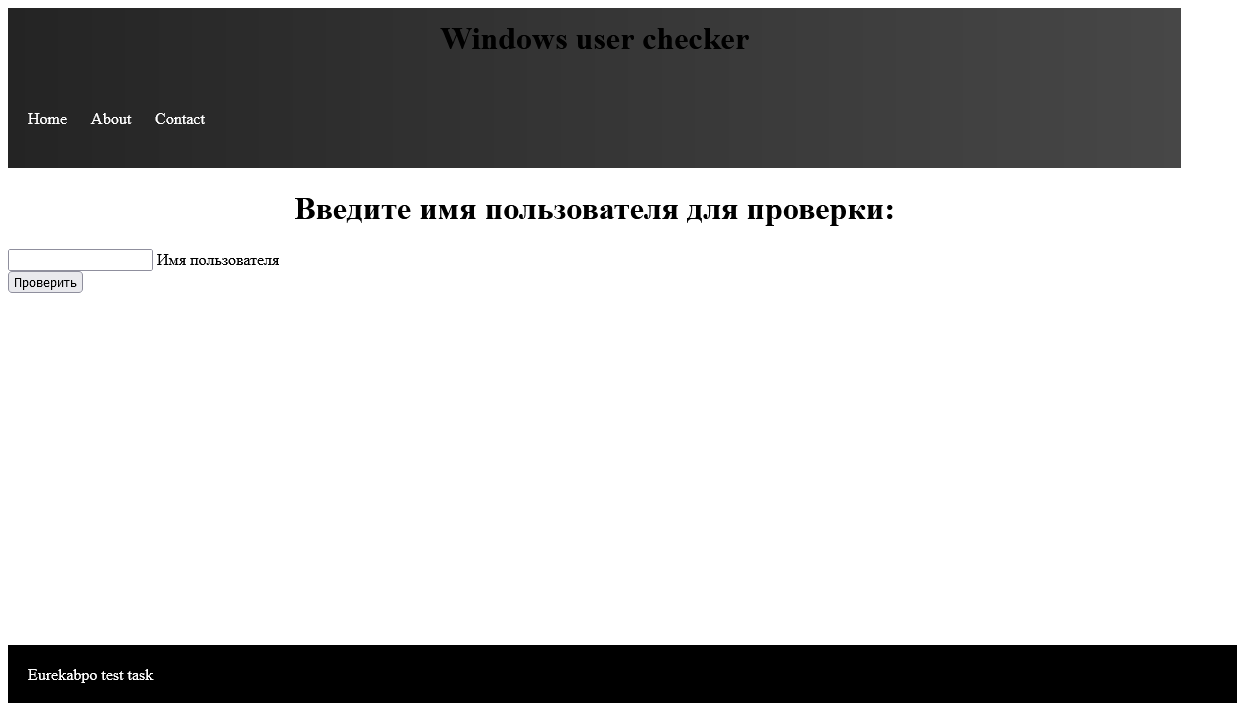 Windows user checker
Home About Contact
Введите имя пользователя для проверки:
Имя пользователя
Проверить
Eurekabpo test task